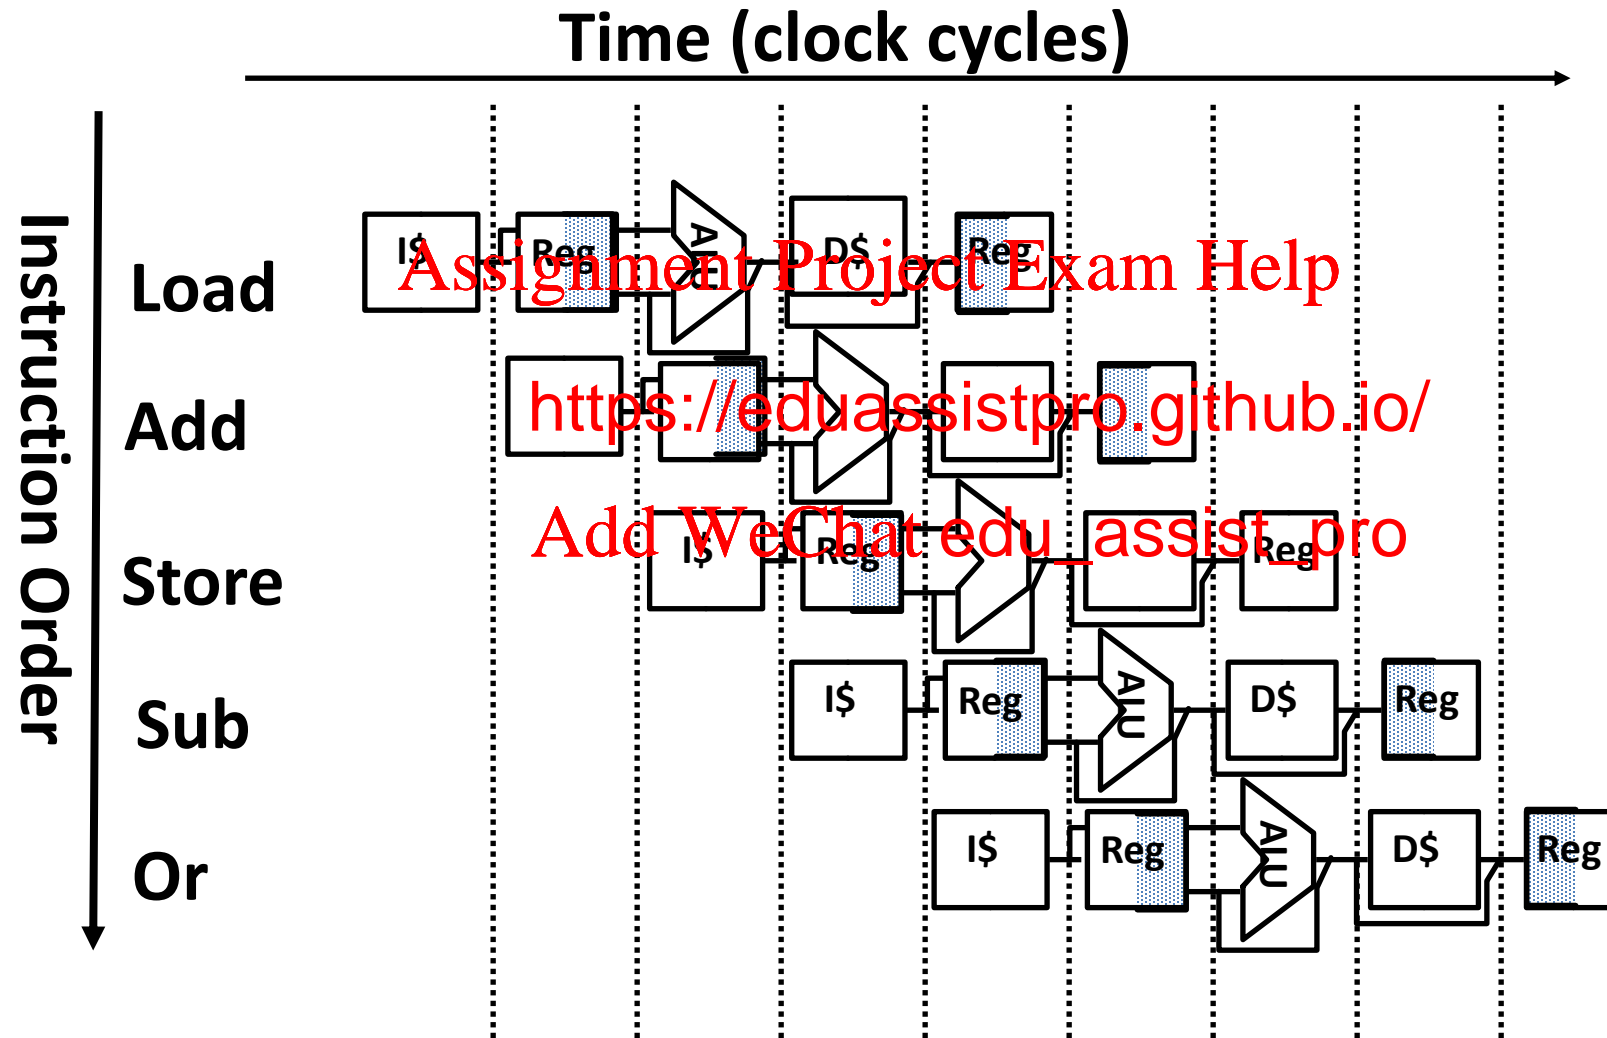 Time (clock cycles)
Instruction Order
Load
I$
Reg
ALU
D$
Reg
Assignment Project Exam Help
Add
https://eduassistpro.github.io/
Store
I$
Reg
Reg
Add WeChat edu_assist_pro
Sub
I$
Reg
ALU
D$
Reg
Or
I$
Reg
ALU
D$
Reg